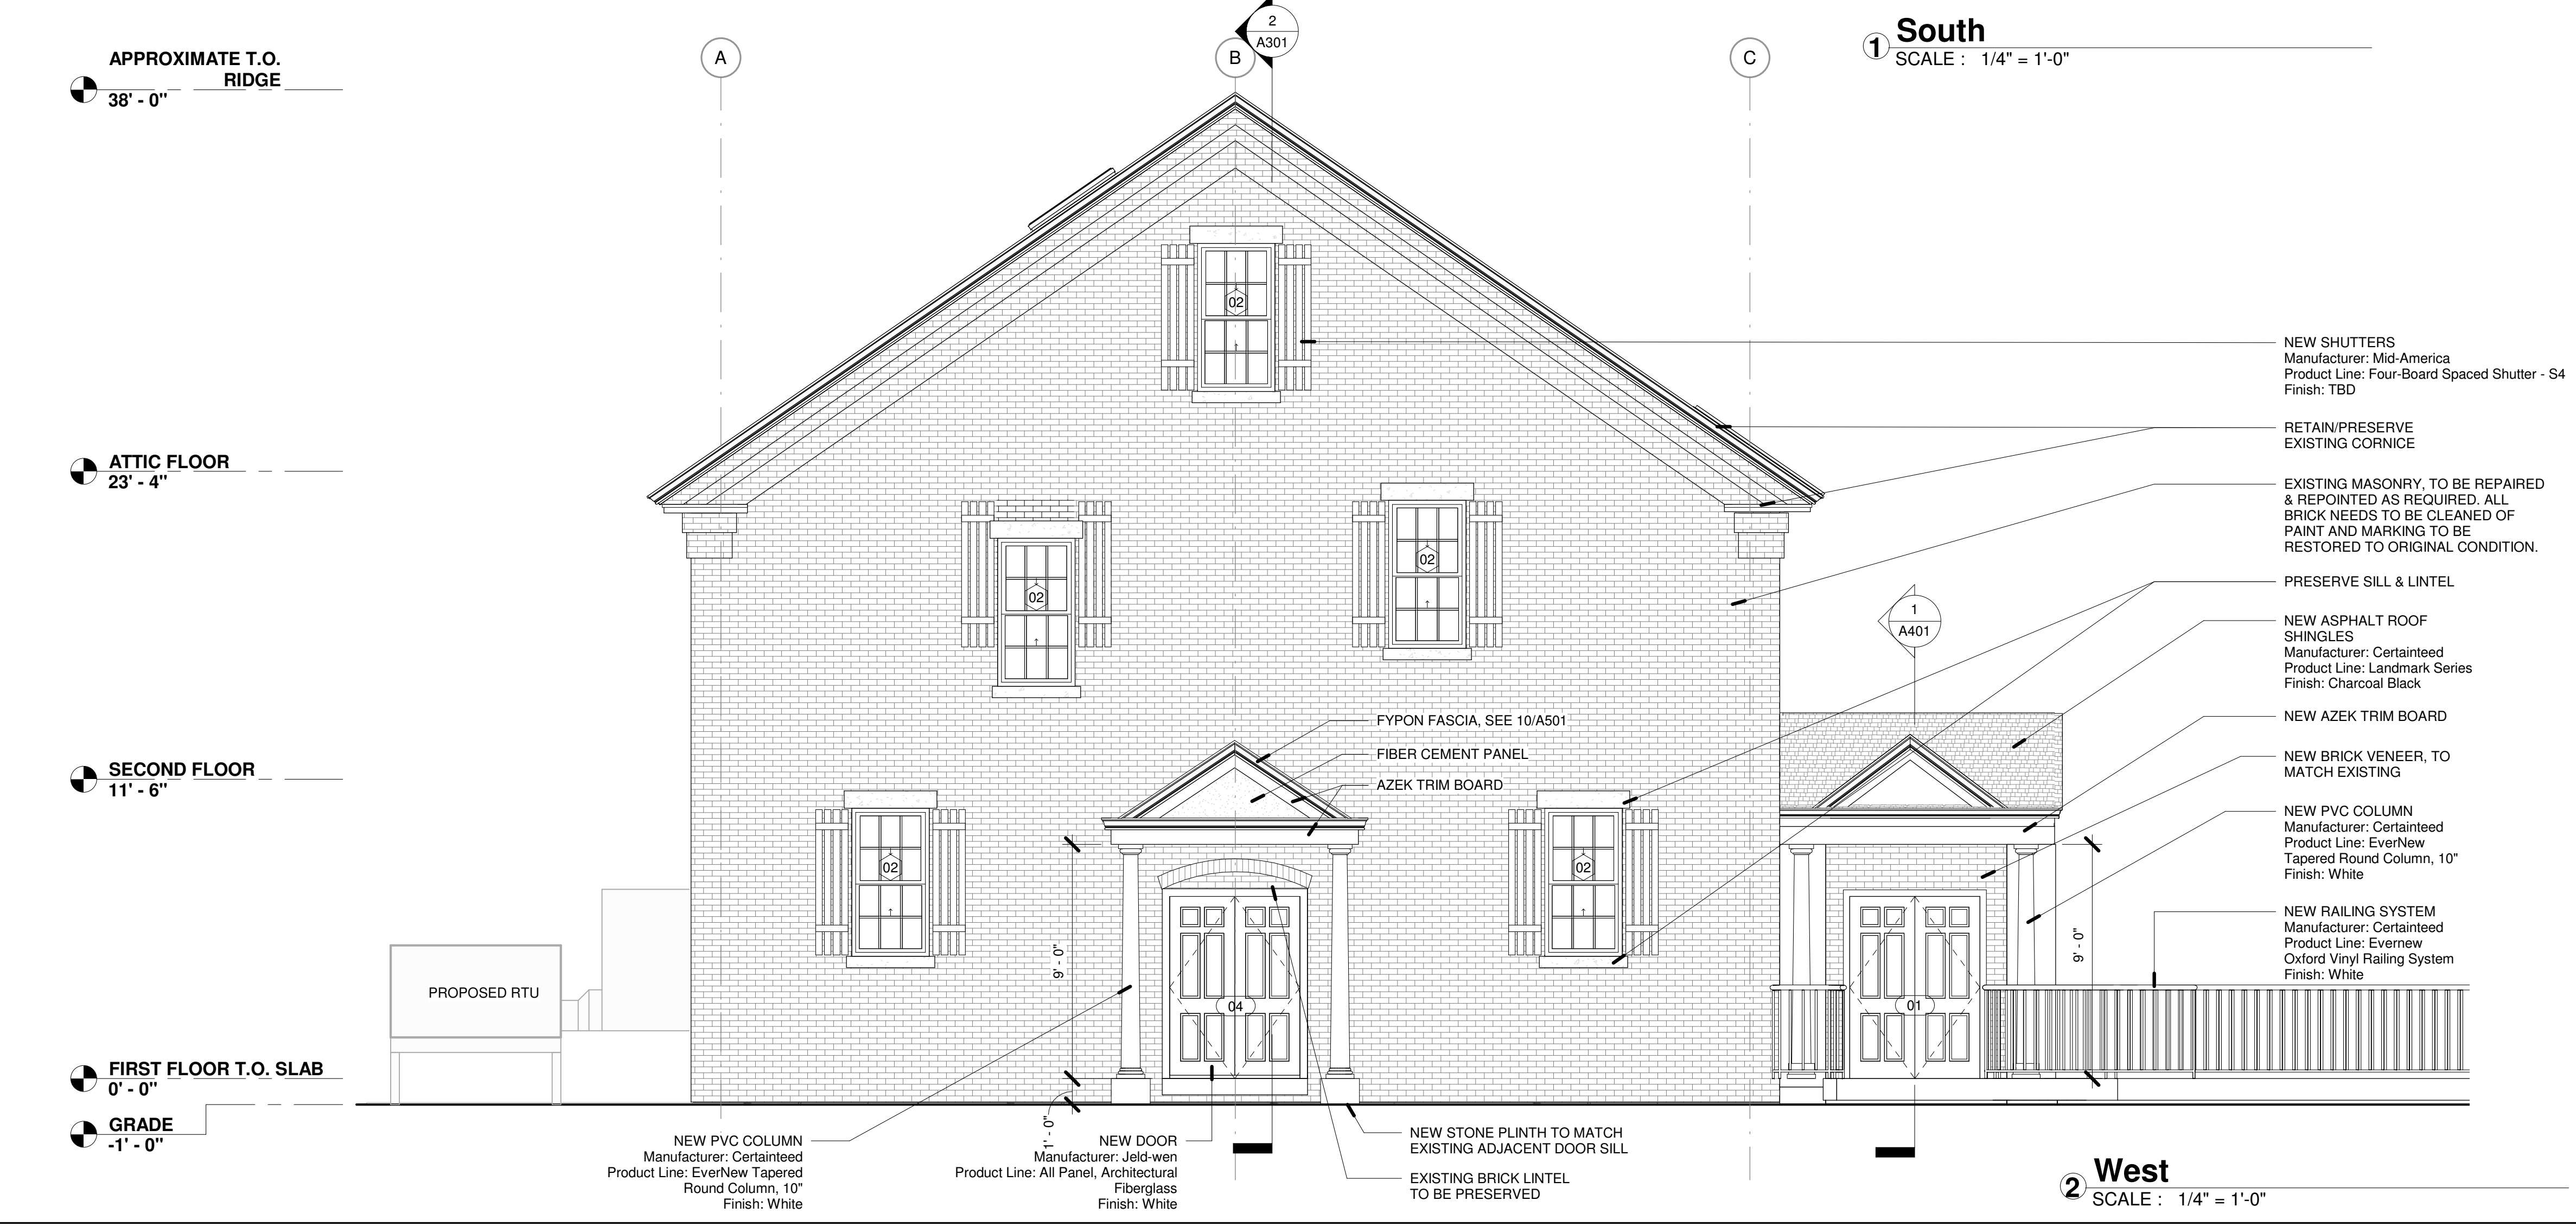 2
A301
A
B
C
1
South
SCALE : 1/4" = 1'-0"
APPROXIMATE T.O.
RIDGE
38' - 0"
ATTIC FLOOR
23' - 4"
SECOND FLOOR
11' - 6"
FIRST FLOOR T.O. SLAB
0' - 0"
GRADE
-1' - 0"
PROPOSED RTU
02
02
02
02
02
04
01
1
A401
9' - 0"
1' - 0"
9' - 0"
FYPON FASCIA, SEE 10/A501
FIBER CEMENT PANEL
AZEK TRIM BOARD
NEW SHUTTERS
Manufacturer: Mid-America
Product Line: Four-Board Spaced Shutter - S4
Finish: TBD
RETAIN/PRESERVE
EXISTING CORNICE
EXISTING MASONRY, TO BE REPAIRED
& REPOINTED AS REQUIRED. ALL
BRICK NEEDS TO BE CLEANED OF
PAINT AND MARKING TO BE
RESTORED TO ORIGINAL CONDITION.
PRESERVE SILL & LINTEL
NEW ASPHALT ROOF
SHINGLES
Manufacturer: Certainteed
Product Line: Landmark Series
Finish: Charcoal Black
NEW AZEK TRIM BOARD
NEW BRICK VENEER, TO
MATCH EXISTING
NEW PVC COLUMN
Manufacturer: Certainteed
Product Line: EverNew
Tapered Round Column, 10"
Finish: White
NEW RAILING SYSTEM
Manufacturer: Certainteed
Product Line: Evernew
Oxford Vinyl Railing System
Finish: White
NEW PVC COLUMN
Manufacturer: Certainteed
Product Line: EverNew Tapered
Round Column, 10"
Finish: White
NEW DOOR
Manufacturer: Jeld-wen
Product Line: All Panel, Architectural
Fiberglass
Finish: White
NEW STONE PLINTH TO MATCH
EXISTING ADJACENT DOOR SILL
EXISTING BRICK LINTEL
TO BE PRESERVED
2
West
SCALE : 1/4" = 1'-0"